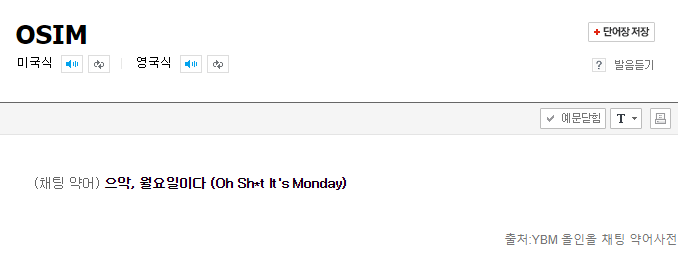 OSIM
+ 단어장 저장
미국식 영국식
? 발음듣기
예문닫힘 T
(채팅 약어) 으악, 월요일이다 (Oh Sh*t It's Monday)
출처:YBM 올인올 채팅 약어사전